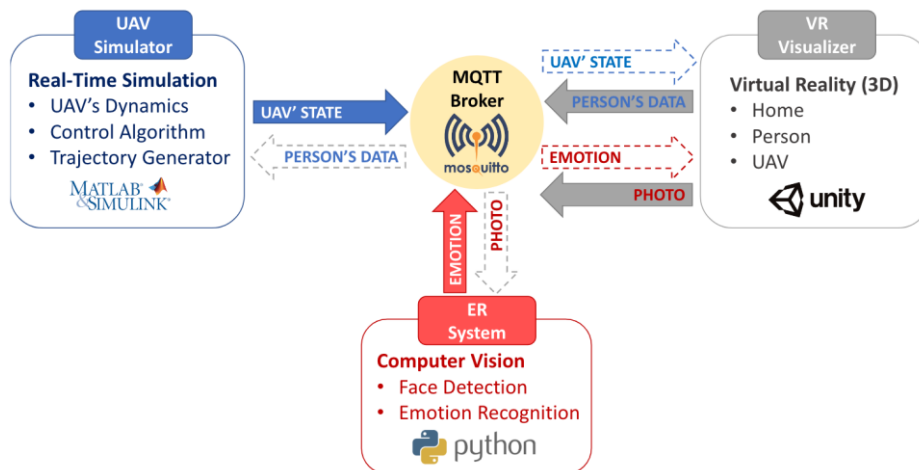 UAV
Simulator
Real-Time Simulation
• UAV's Dynamics
• Control Algorithm
• Trajectory Generator
MATLAB
&SIMULINK®
UAV' STATE
PERSON'S DATA
MQTT
Broker
mosquitto
UAV' STATE
PERSON'S DATA
EMOTION
PHOTO
VR
Visualizer
Virtual Reality (3D)
• Home
• Person
• UAV
unity
EMOTION
PHOTO
ER
System
Computer Vision
• Face Detection
• Emotion Recognition
python